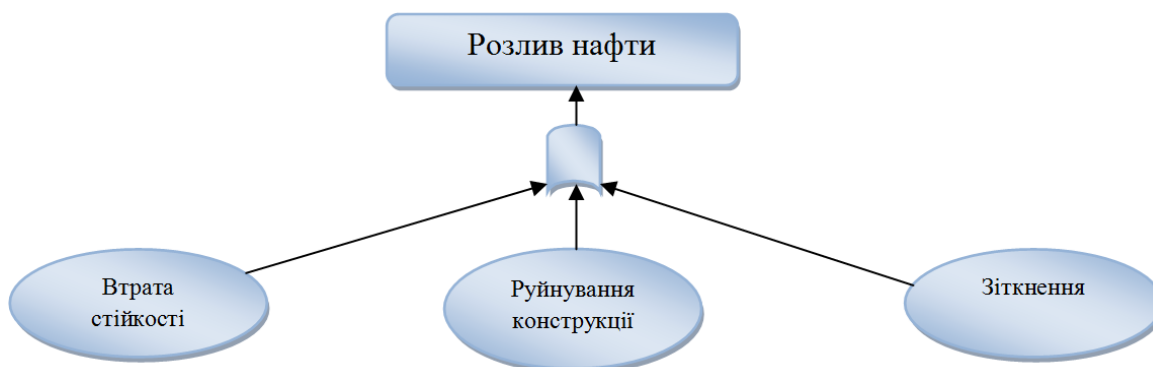 Розлив нафти
Втрата
стійкості
Руйнування
конструкції
Зіткнення